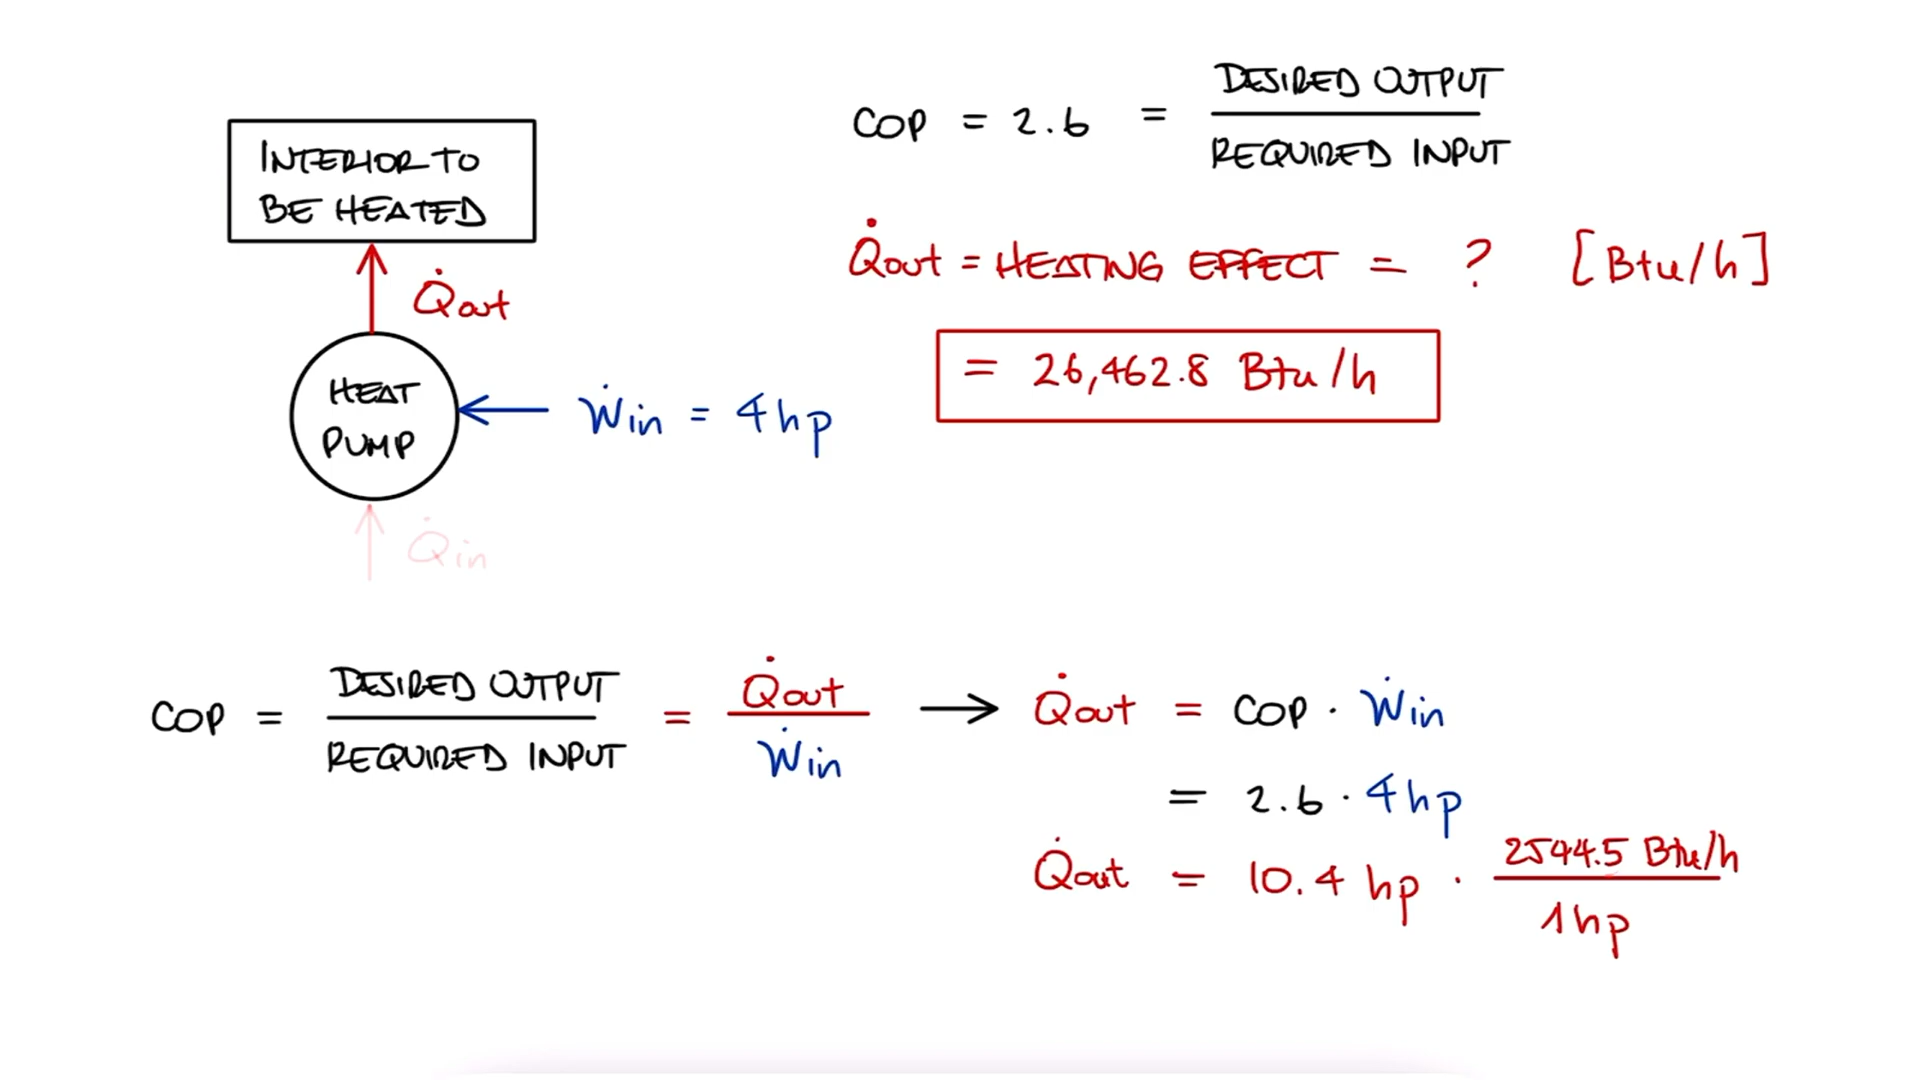 INTERIOR TO
BE HEATED
Q̇out
HEAT
PUMP
Ẇin = 4hp
Q̇in
COP = 2.6 = DESIRED OUTPUT
REQUIRED INPUT
Q̇out = HEATING EFFECT = ? [Btu/h]
= 26,462.8 Btu/h
COP = DESIRED OUTPUT
REQUIRED INPUT
= Q̇out
Ẇin
→ Q̇out = COP · Ẇin
= 2.6 · 4hp
Q̇out = 10.4 hp · 2544.5 Btu/h
1hp